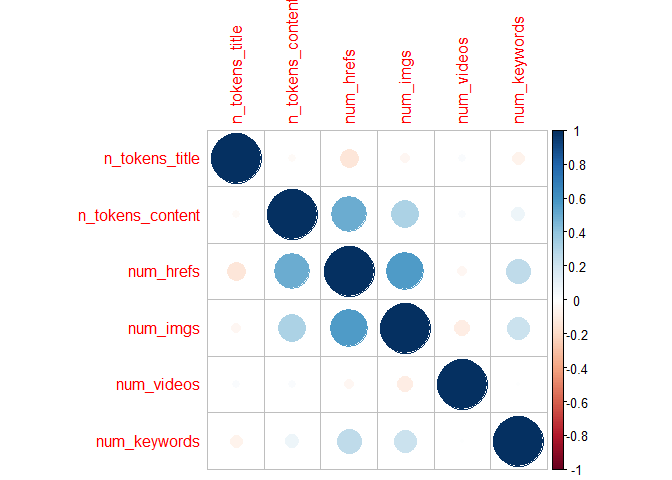 n_tokens_title
n_tokens_content
num_hrefs
num_imgs
num_videos
num_keywords
n_tokens_title
n_tokens_content
num_hrefs
num_imgs
num_videos
num_keywords
1
0.8
0.6
0.4
0.2
0
-0.2
-0.4
-0.6
-0.8
-1